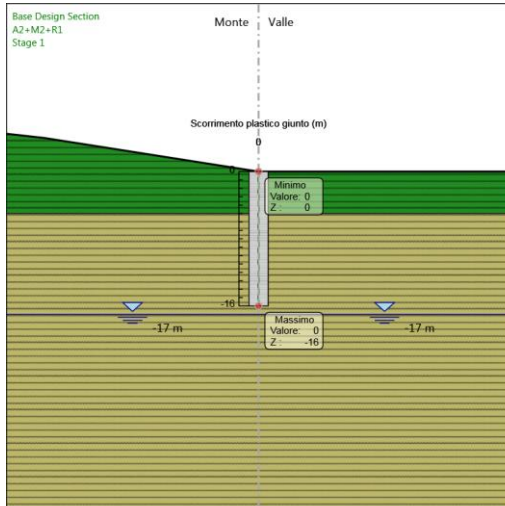 Base Design Section
A2+M2+R1
Stage 1
Monte Valle
Scorrimento plastico giunto (m)
0
0
Minimo
Valore: 0
Z : 0
-16
-17 m -17 m
Massimo
Valore: 0
Z : -16